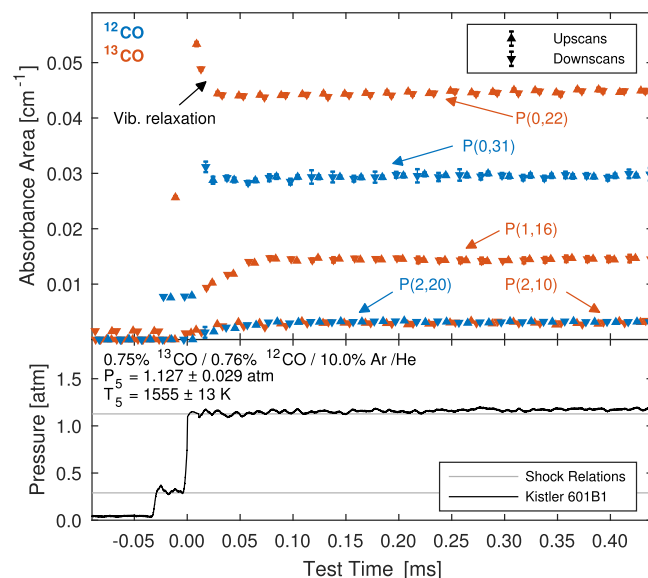 12CO
13CO
Upscans
Downscans
Vib. relaxation
P(0,22)
P(0,31)
P(1,16)
P(2,20)
P(2,10)
Absorbance Area [cm-1]
0.05
0.04
0.03
0.02
0.01
0.75% 13CO / 0.76% 12CO / 10.0% Ar /He
P5 = 1.127 ± 0.029 atm
T5 = 1555 ± 13 K
Pressure [atm]
1.5
1.0
0.5
0.0
Shock Relations
Kistler 601B1
-0.05 0.00 0.05 0.10 0.15 0.20 0.25 0.30 0.35 0.40
Test Time [ms]